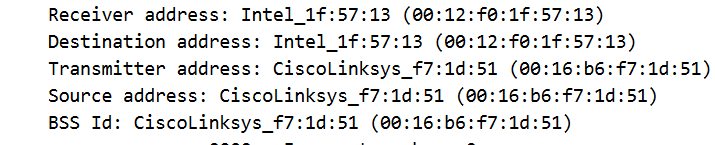 Receiver address: Intel_1f:57:13 (00:12:f0:1f:57:13)
Destination address: Intel_1f:57:13 (00:12:f0:1f:57:13)
Transmitter address: CiscoLinksys_f7:1d:51 (00:16:b6:f7:1d:51)
Source address: CiscoLinksys_f7:1d:51 (00:16:b6:f7:1d:51)
BSS Id: CiscoLinksys_f7:1d:51 (00:16:b6:f7:1d:51)